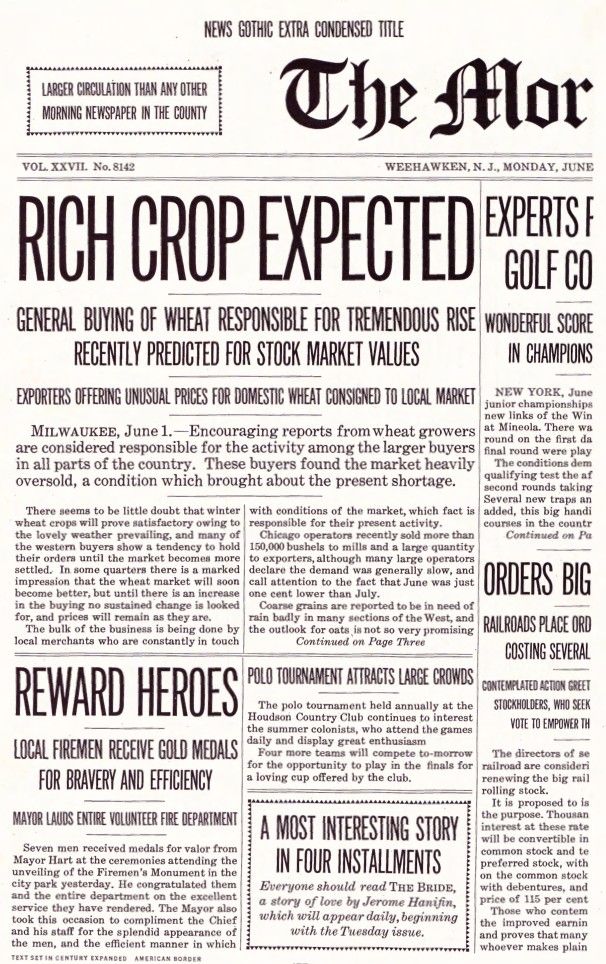 NEWS GOTHIC EXTRA CONDENSED TITLE
LARGER CIRCULATION THAN ANY OTHER
MORNING NEWSPAPER IN THE COUNTY
The Mor
VOL. XXVII. No. 8142
WEEHAWKEN, N. J., MONDAY, JUNE
RICH CROP EXPECTED
GENERAL BUYING OF WHEAT RESPONSIBLE FOR TREMENDOUS RISE
RECENTLY PREDICTED FOR STOCK MARKET VALUES
EXPORTERS OFFERING UNUSUAL PRICES FOR DOMESTIC WHEAT CONSIGNED TO LOCAL MARKET
MILWAUKEE, June 1.—Encouraging reports from wheat growers
are considered responsible for the activity among the larger buyers
in all parts of the country. These buyers found the market heavily
oversold, a condition which brought about the present shortage.
There seems to be little doubt that winter
wheat crops will prove satisfactory owing to
the lovely weather prevailing, and many of
the western buyers show a tendency to hold
their orders until the market becomes more
settled. In some quarters there is a marked
impression that the wheat market will soon
become better, but until there is an increase
in the buying no sustained change is looked
for, and prices will remain as they are.
The bulk of the business is being done by
local merchants who are constantly in touch
with conditions of the market, which fact is
responsible for their present activity.
Chicago operators recently sold more than
150,000 bushels to mills and a large quantity
to exporters, although many large operators
declare the demand was generally slow, and
call attention to the fact that June was just
one cent lower than July.
Coarse grains are reported to be in need of
rain badly in many sections of the West, and
the outlook for oats is not so very promising
Continued on Page Three
REWARD HEROES
LOCAL FIREMEN RECEIVE GOLD MEDALS
FOR BRAVERY AND EFFICIENCY
MAYOR LAUDS ENTIRE VOLUNTEER FIRE DEPARTMENT
Seven men received medals for valor from
Mayor Hart at the ceremonies attending the
unveiling of the Firemen's Monument in the
city park yesterday. He congratulated them
and the entire department on the excellent
service they have rendered. The Mayor also
took this occasion to compliment the Chief
and his staff for the splendid appearance of
the men, and the efficient manner in which
POLO TOURNAMENT ATTRACTS LARGE CROWDS
The polo tournament held annually at the
Houdson Country Club continues to interest
the summer colonists, who attend the games
daily and display great enthusiasm
Four more teams will compete to-morrow
for the opportunity to play in the finals for
a loving cup offered by the club.
A MOST INTERESTING STORY
IN FOUR INSTALLMENTS
Everyone should read THE BRIDE,
a story of love by Jerome Hanifin,
which will appear daily, beginning
with the Tuesday issue.
EXPERTS F
GOLF CO
WONDERFUL SCORE
IN CHAMPIONS
NEW YORK, June
junior championships
new links of the Win
at Mineola. There wa
round on the first da
final round were play
The conditions dem
qualifying test the af
second rounds taking
Several new traps an
added, this big handi
courses in the countr
Continued on Pa
ORDERS BIG
RAILROADS PLACE ORD
COSTING SEVERAL
CONTEMPLATED ACTION GREET
STOCKHOLDERS, WHO SEEK
VOTE TO EMPOWER TH
The directors of se
railroad are consideri
renewing the big rail
rolling stock.
It is proposed to is
the purpose. Thousan
interest at these rate
will be convertible in
common stock and te
preferred stock, with
on the common stock
with debentures, and
price of 115 per cent
Those who contem
the improved earnin
and proves that many
whoever makes plain
TEXT SET IN CENTURY EXPANDED AMERICAN BORDER